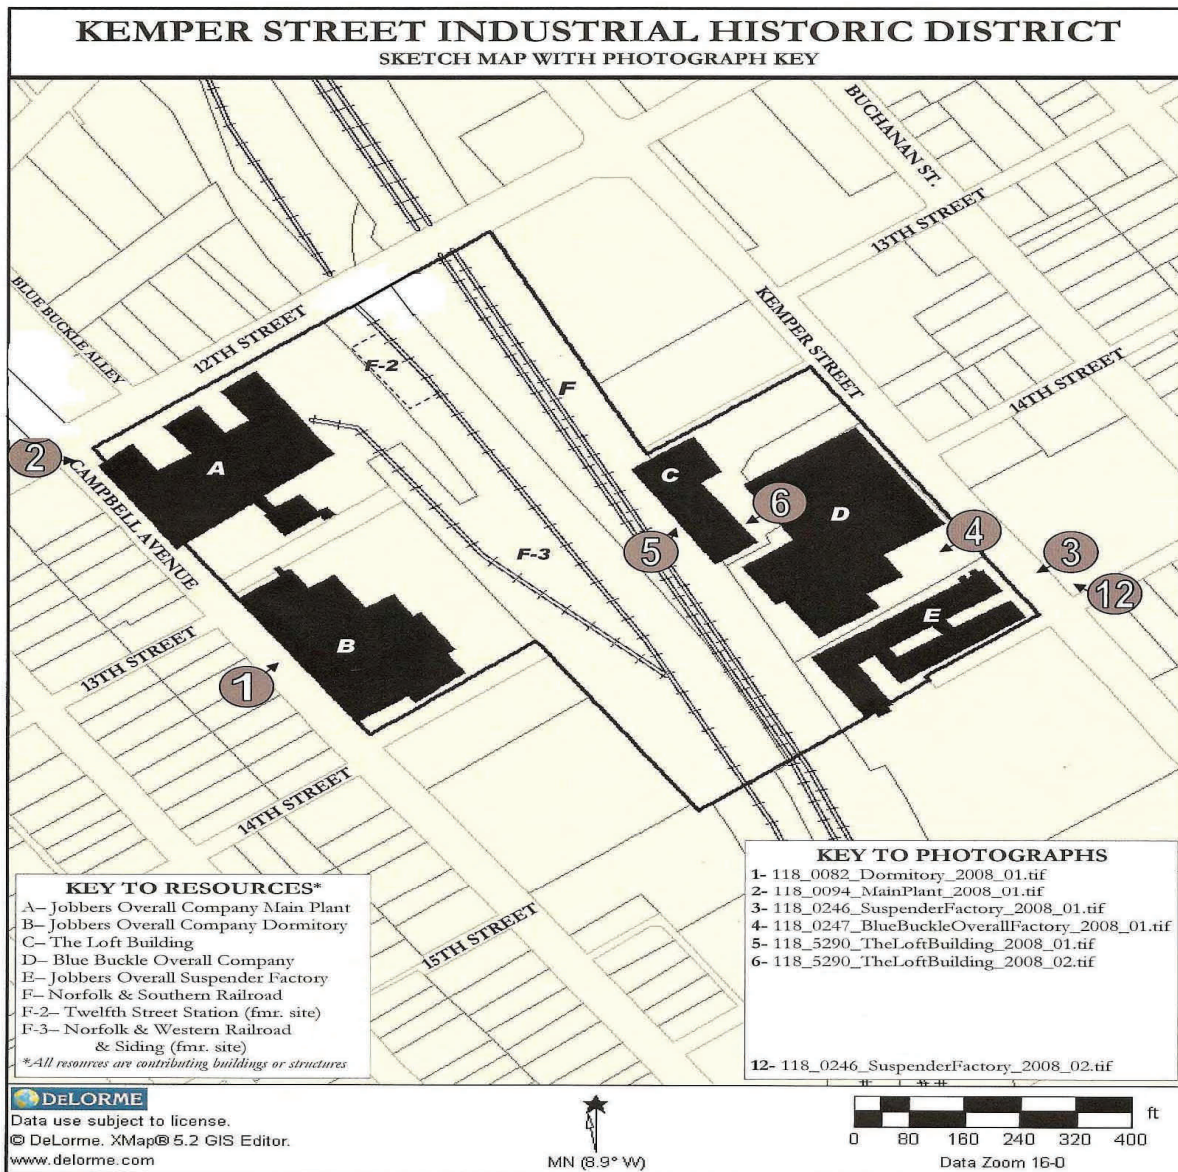 KEMPER STREET INDUSTRIAL HISTORIC DISTRICT
SKETCH MAP WITH PHOTOGRAPH KEY
BUCHANAN ST.
13TH STREET
BLUE BUCKLE ALLEY
12TH STREET
KEMPER STREET
14TH STREET
F-2
F
2
A
C
6
D
CAMPBELL AVENUE
5
F-3
4
3
12
E
B
13TH STREET
1
14TH STREET
15TH STREET
KEY TO RESOURCES*
A– Jobbers Overall Company Main Plant
B– Jobbers Overall Company Dormitory
C– The Loft Building
D– Blue Buckle Overall Company
E– Jobbers Overall Suspender Factory
F– Norfolk & Southern Railroad
F-2– Twelfth Street Station (fmr. site)
F-3– Norfolk & Western Railroad
& Siding (fmr. site)
*All resources are contributing buildings or structures
KEY TO PHOTOGRAPHS
1- 118_0082_Dormitory_2008_01.tif
2- 118_0094_MainPlant_2008_01.tif
3- 118_0246_SuspenderFactory_2008_01.tif
4- 118_0247_BlueBuckleOverallFactory_2008_01.tif
5- 118_5290_TheLoftBuilding_2008_01.tif
6- 118_5290_TheLoftBuilding_2008_02.tif
12- 118_0246_SuspenderFactory_2008_02.tif
DELORME
Data use subject to license.
© DeLorme. XMap® 5.2 GIS Editor.
www.delorme.com
MN (8.9° W)
ft
0 80 160 240 320 400
Data Zoom 16-0